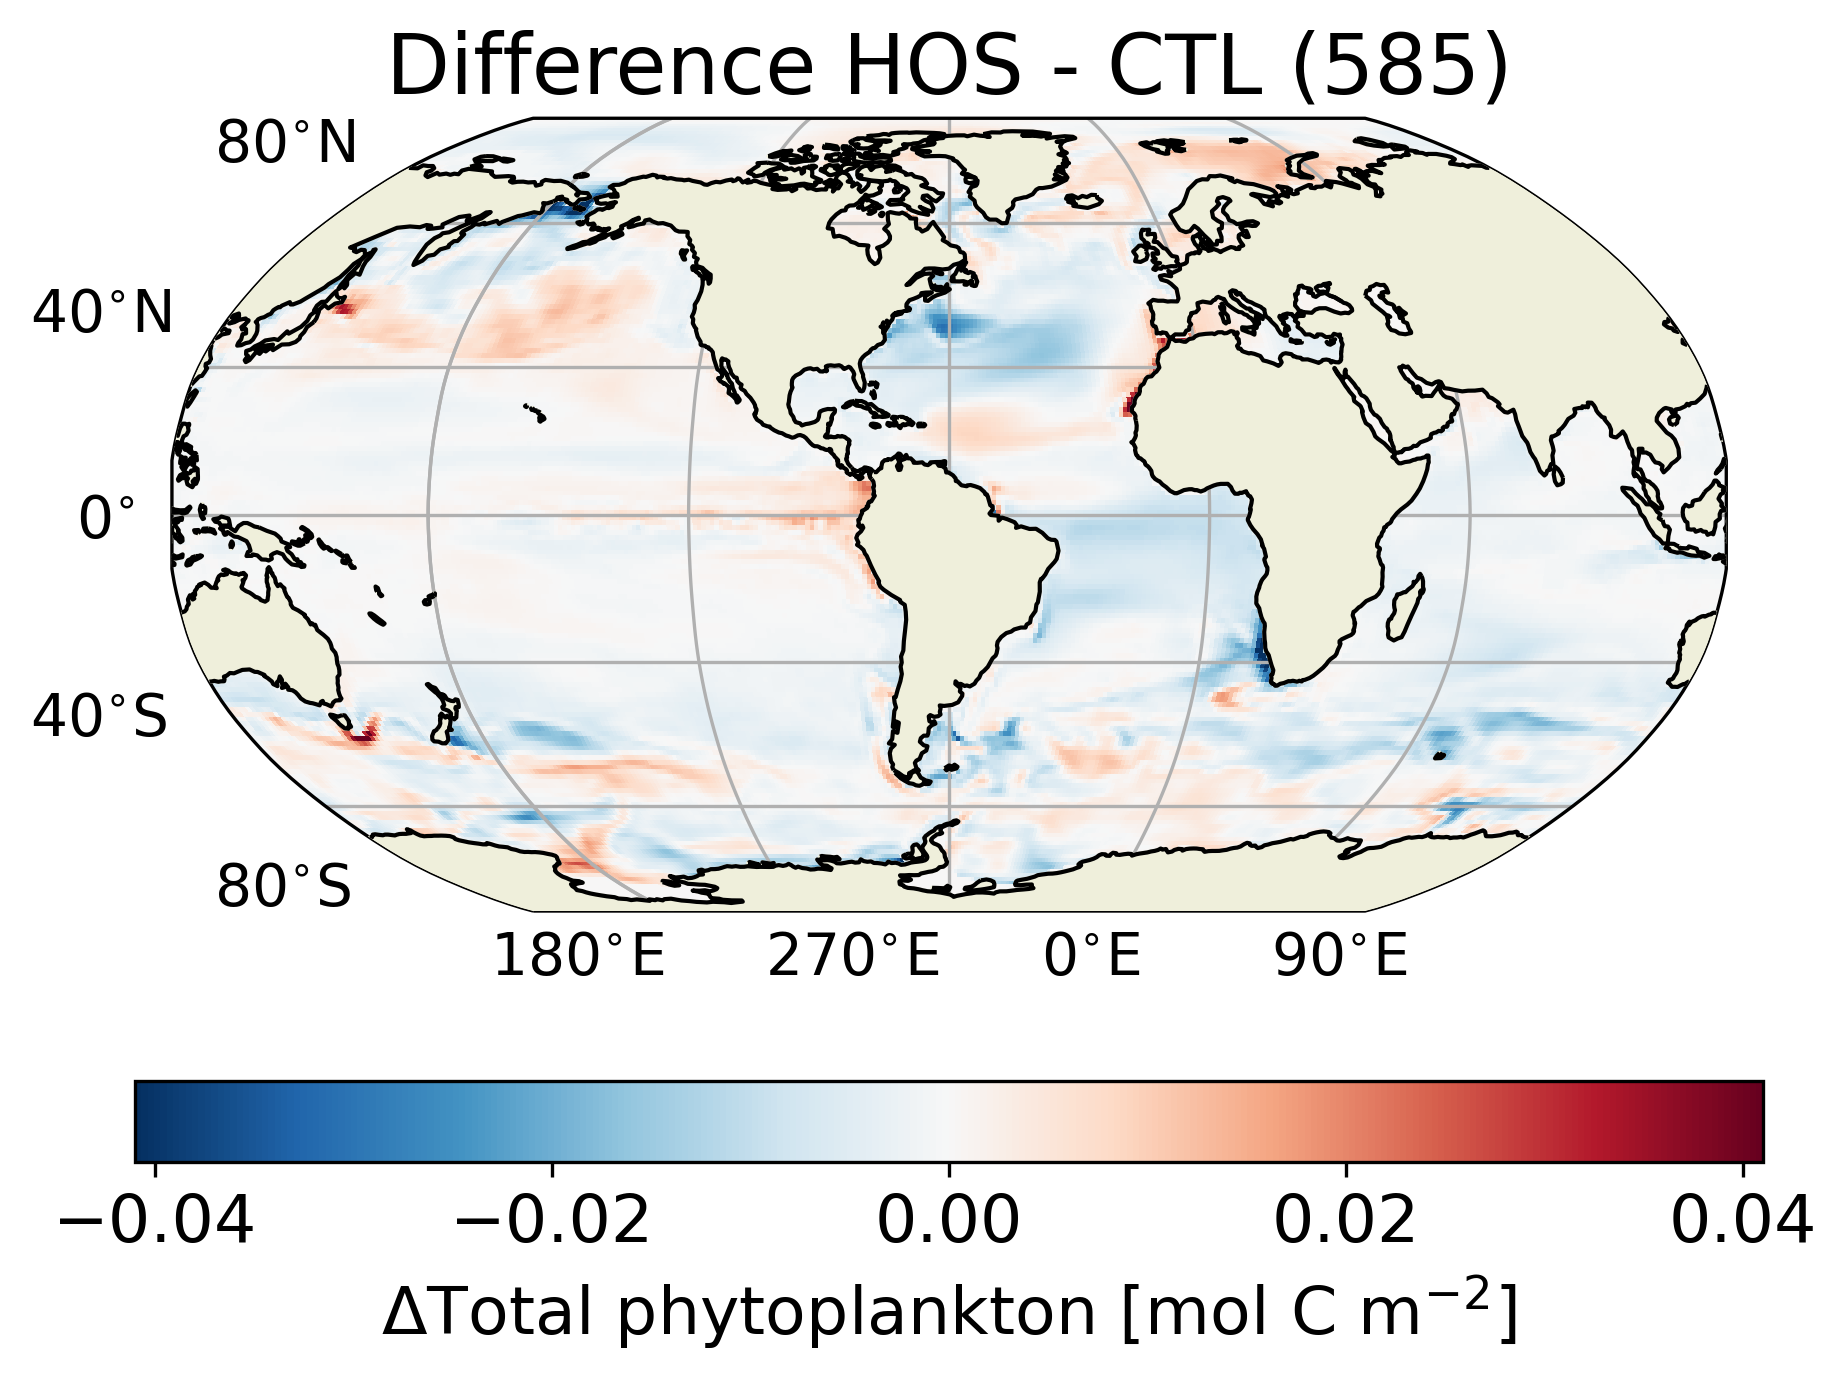 Difference HOS - CTL (585)
80°N
40°N
0°
40°S
80°S
180°E 270°E 0°E 90°E
−0.04 −0.02 0.00 0.02 0.04
ΔTotal phytoplankton [mol C m⁻²]